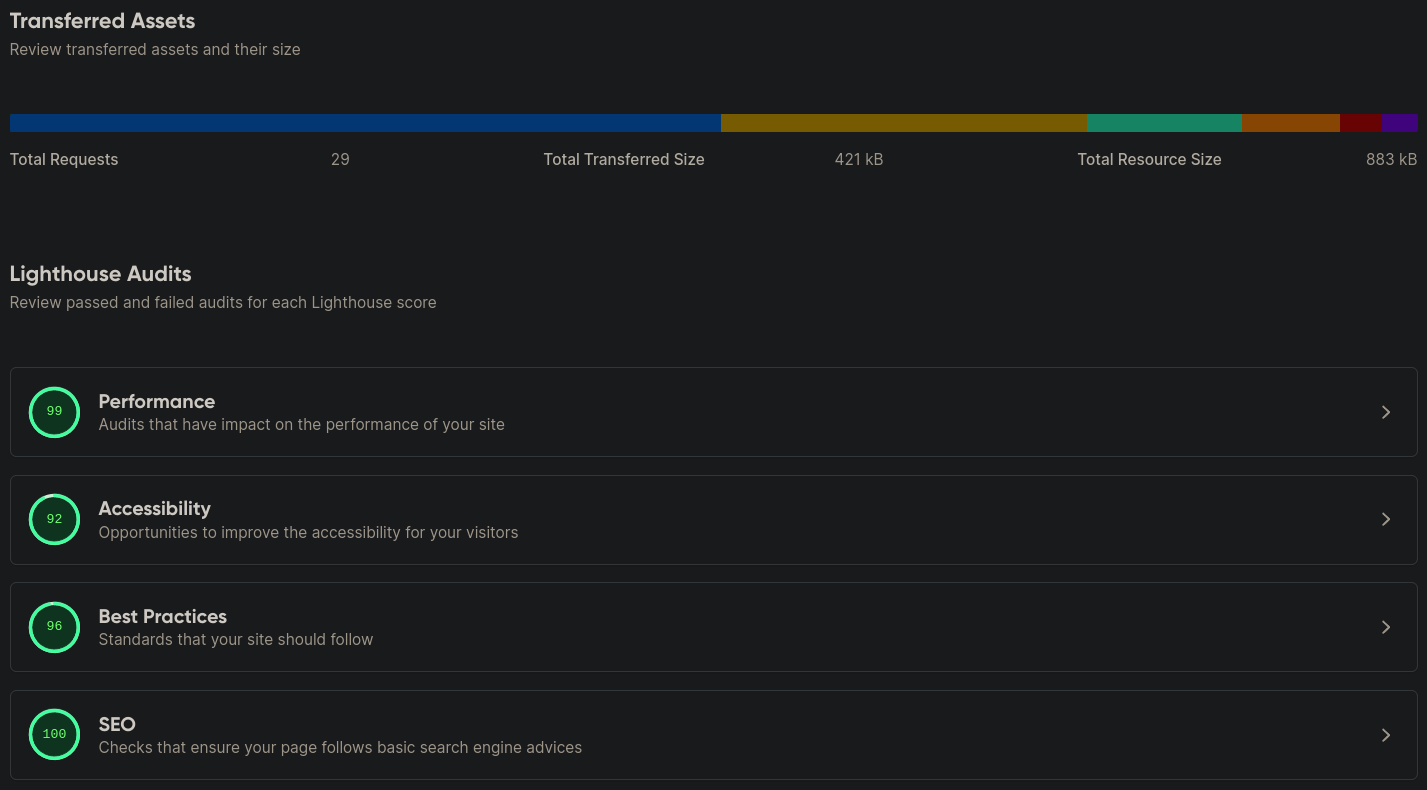 Transferred Assets
Review transferred assets and their size
Total Requests 29 Total Transferred Size 421 kB Total Resource Size 883 kB
Lighthouse Audits
Review passed and failed audits for each Lighthouse score
99
Performance
Audits that have impact on the performance of your site
92
Accessibility
Opportunities to improve the accessibility for your visitors
96
Best Practices
Standards that your site should follow
100
SEO
Checks that ensure your page follows basic search engine advices